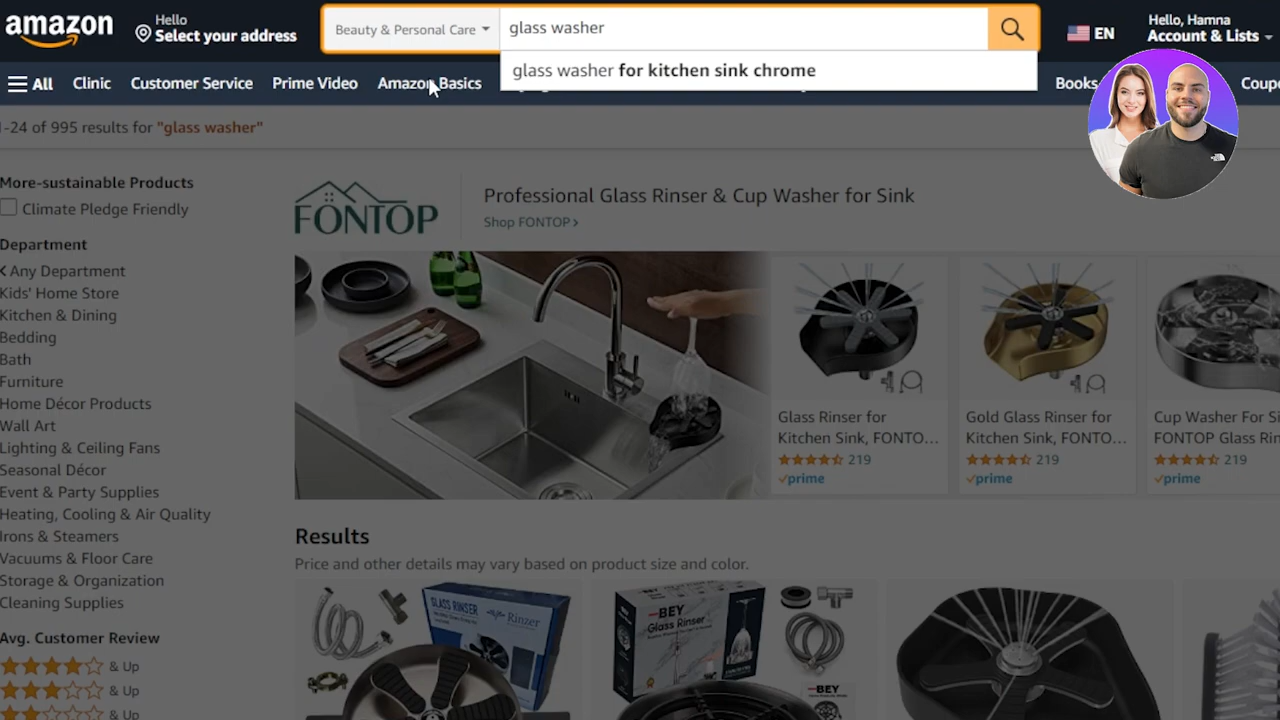 amazon
Hello
Select your address
Beauty & Personal Care
glass washer
EN
Hello, Hamna
Account & Lists
glass washer for kitchen sink chrome
All
Clinic
Customer Service
Prime Video
Amazon Basics
Books
Coupo
-24 of 995 results for "glass washer"
More-sustainable Products
Climate Pledge Friendly
Department
Any Department
Kids' Home Store
Kitchen & Dining
Bedding
Bath
Furniture
Home Décor Products
Wall Art
Lighting & Ceiling Fans
Seasonal Décor
Event & Party Supplies
Heating, Cooling & Air Quality
Irons & Steamers
Vacuums & Floor Care
Storage & Organization
Cleaning Supplies
Avg. Customer Review
& Up
& Up
& Up
FONTOP
Professional Glass Rinser & Cup Washer for Sink
Shop FONTOP
Glass Rinser for
Kitchen Sink, FONTO...
219
prime
Gold Glass Rinser for
Kitchen Sink, FONTO...
219
prime
Cup Washer For Si
FONTOP Glass Rin
219
prime
Results
Price and other details may vary based on product size and color.
GLASS RINSER
Rinzer
BEY
Glass Rinser
BEY